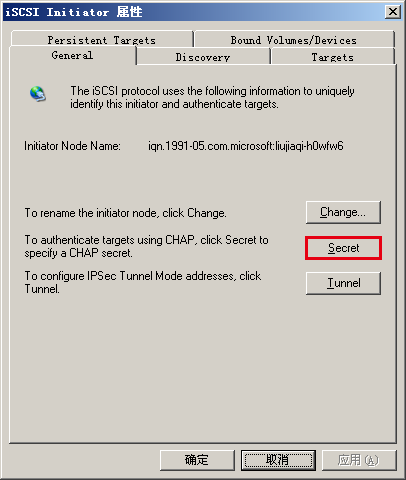 iSCSI Initiator 属性
Persistent Targets
Bound Volumes/Devices
General
Discovery
Targets
The iSCSI protocol uses the following information to uniquely
identify this initiator and authenticate targets.
Initiator Node Name:
iqn.1991-05.com.microsoft:liujiaqi-h0wfw6
To rename the initiator node, click Change.
Change...
To authenticate targets using CHAP, click Secret to
specify a CHAP secret.
Secret
To configure IPSec Tunnel Mode addresses, click
Tunnel.
Tunnel
确定
取消
应用(A)